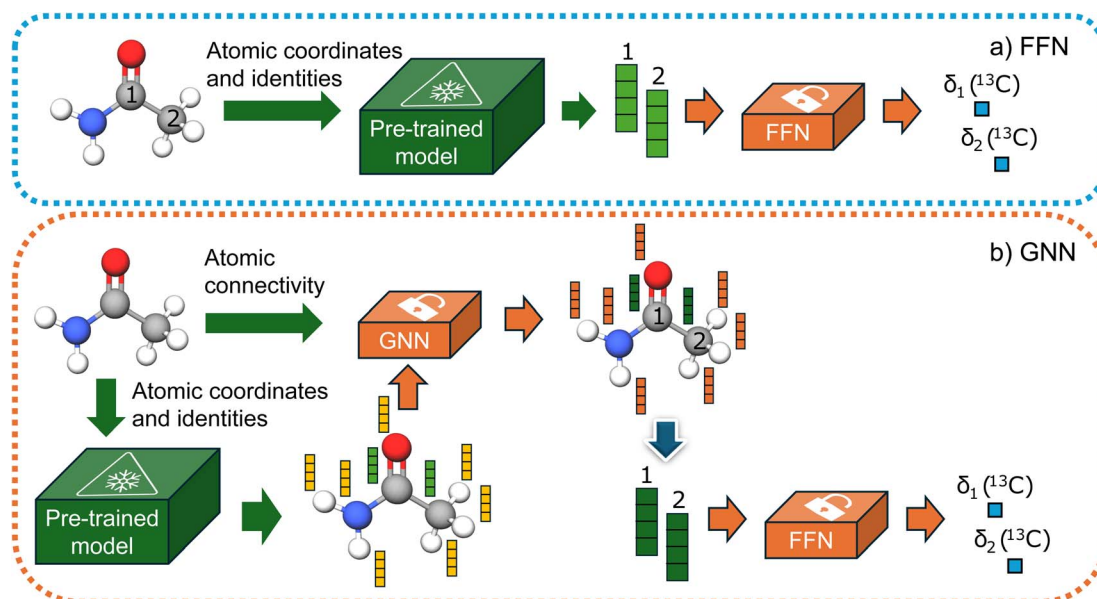 a) FFN
Atomic coordinates
and identities
1
2
Pre-trained
model
1
2
FFN
δ₁(¹³C)
δ₂(¹³C)
b) GNN
Atomic
connectivity
GNN
1
2
Atomic coordinates
and identities
Pre-trained
model
1
2
FFN
δ₁(¹³C)
δ₂(¹³C)